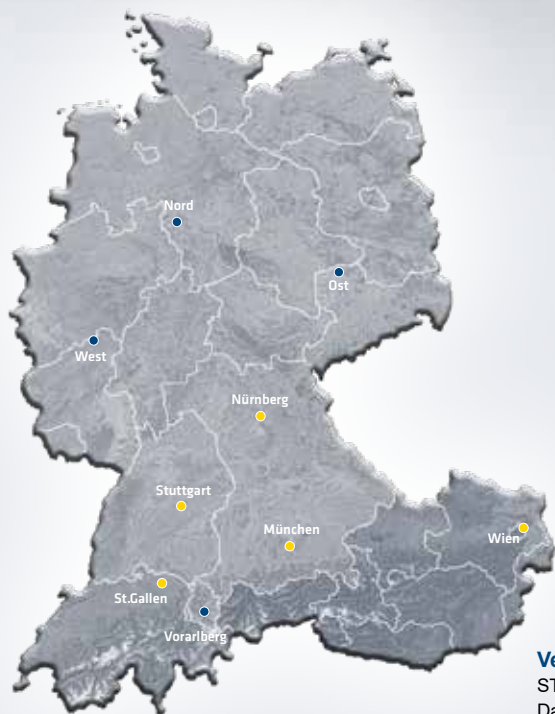 Nord
Ost
West
Nürnberg
Stuttgart
München
Wien
St.Gallen
Vorarlberg